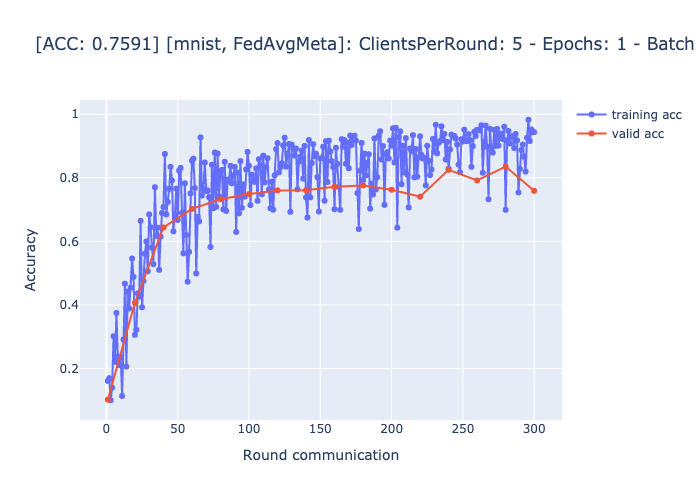 [ACC: 0.7591] [mnist, FedAvgMeta]: ClientsPerRound: 5 - Epochs: 1 - Batch
training acc
valid acc
1
0.8
0.6
0.4
0.2
Accuracy
0 50 100 150 200 250 300
Round communication